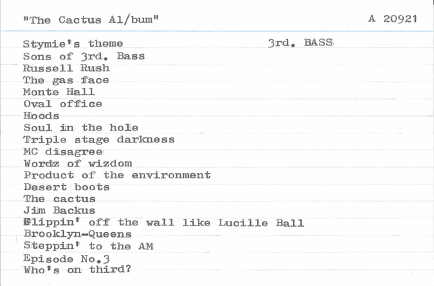 "The Cactus Al/bum" A 20921
Stymie's theme 3rd. BASS
Sons of 3rd. Bass
Russell Rush
The gas face
Monte Hall
Oval office
Hoods
Soul in the hole
Triple stage darkness
MC disagree
Wordz of wizdom
Product of the environment
Desert boots
The cactus
Jim Backus
Flippin' off the wall like Lucille Ball
Brooklyn-Queens
Steppin' to the AM
Episode No.3
Who's on third?